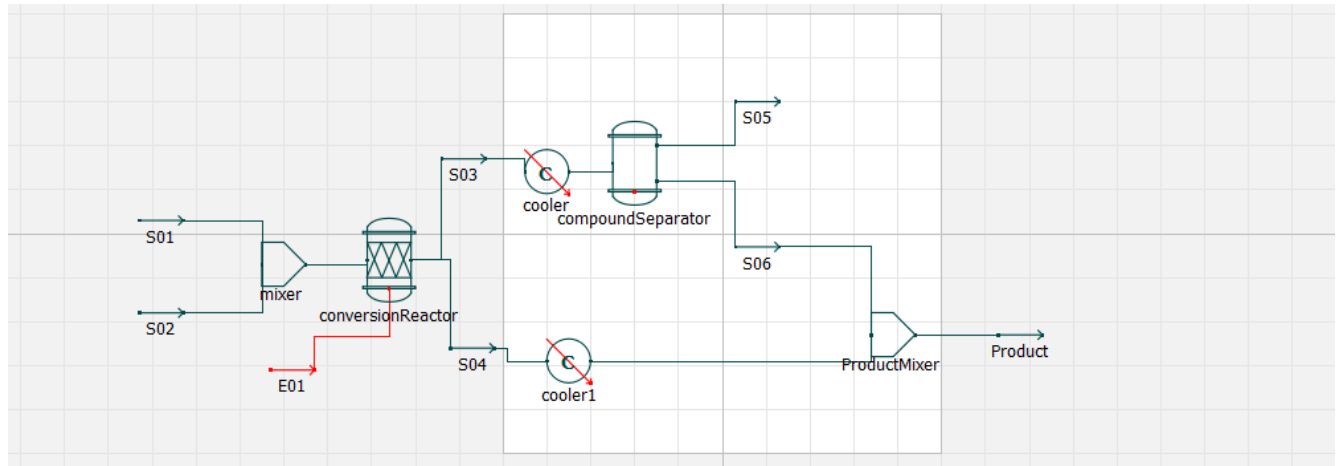 S05
S03
C
cooler
compoundSeparator
S01
S06
mixer
S02
conversionReactor
E01
S04
C
cooler1
ProductMixer
Product